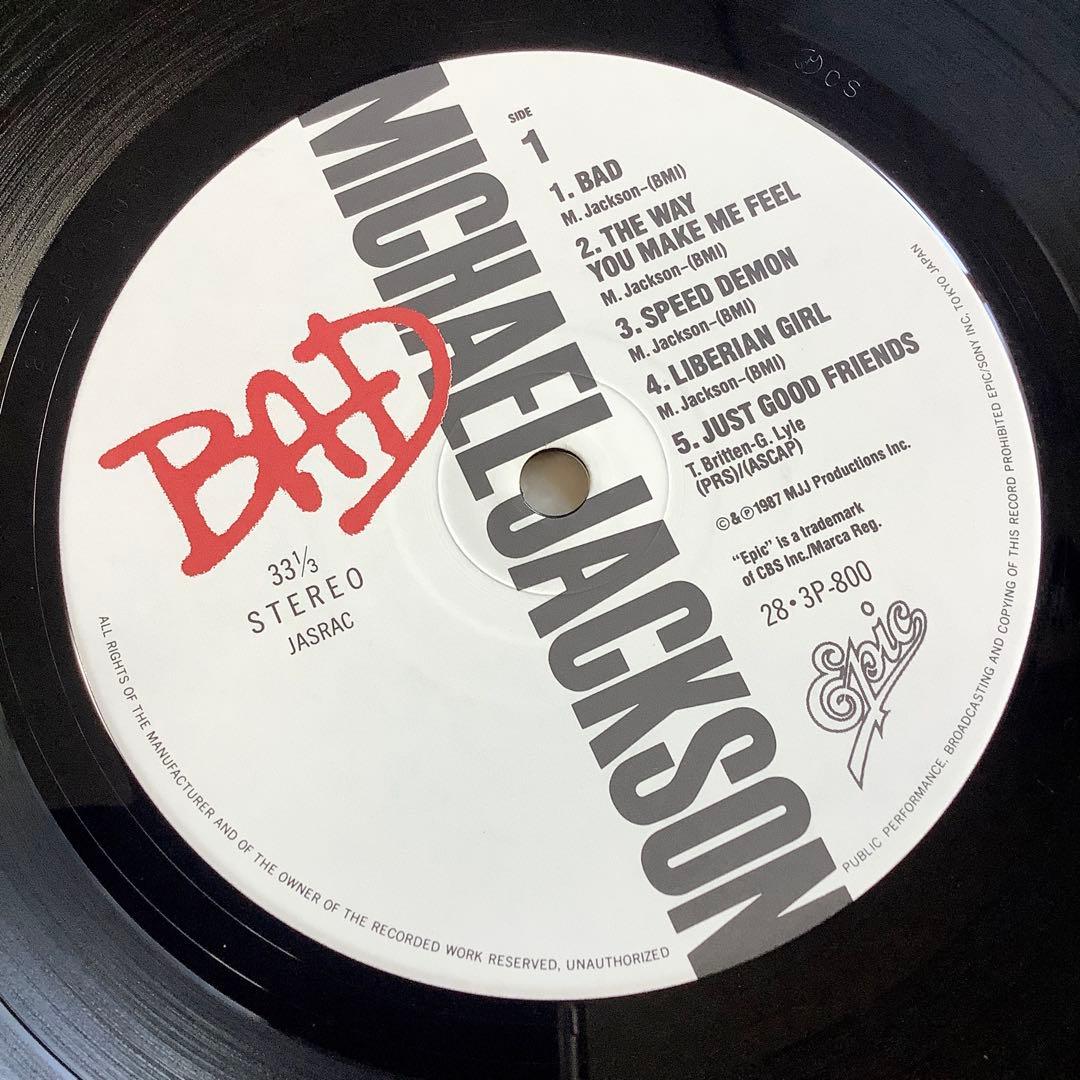 MICHAEL JACKSON
BAD
33⅓
STEREO
JASRAC
SIDE
1
1. BAD
M. Jackson–(BMI)
2. THE WAY
YOU MAKE ME FEEL
M. Jackson–(BMI)
3. SPEED DEMON
M. Jackson–(BMI)
4. LIBERIAN GIRL
M. Jackson–(BMI)
5. JUST GOOD FRIENDS
T. Britten-G. Lyle
(PRS)/(ASCAP)
©&℗1987 MJJ Productions Inc.
"Epic" is a trademark
of CBS Inc./Marca Reg.
28•3P-800
Epic
ALL RIGHTS OF THE MANUFACTURER AND OF THE OWNER OF THE RECORDED WORK RESERVED, UNAUTHORIZED PUBLIC PERFORMANCE, BROADCASTING AND COPYING OF THIS RECORD PROHIBITED EPIC/SONY INC. TOKYO JAPAN
CS